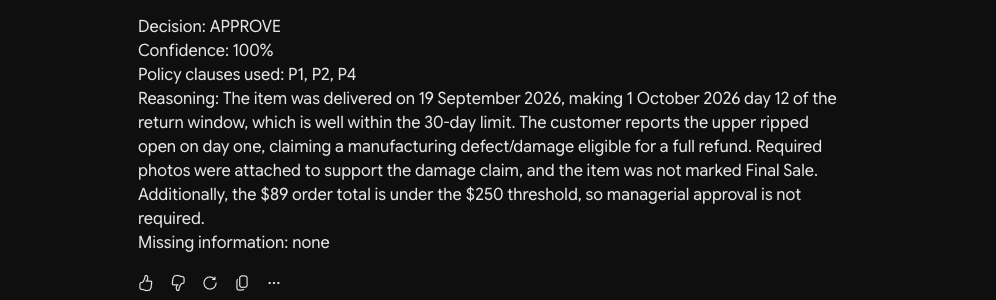 Decision: APPROVE
Confidence: 100%
Policy clauses used: P1, P2, P4
Reasoning: The item was delivered on 19 September 2026, making 1 October 2026 day 12 of the
return window, which is well within the 30-day limit. The customer reports the upper ripped
open on day one, claiming a manufacturing defect/damage eligible for a full refund. Required
photos were attached to support the damage claim, and the item was not marked Final Sale.
Additionally, the $89 order total is under the $250 threshold, so managerial approval is not
required.
Missing information: none